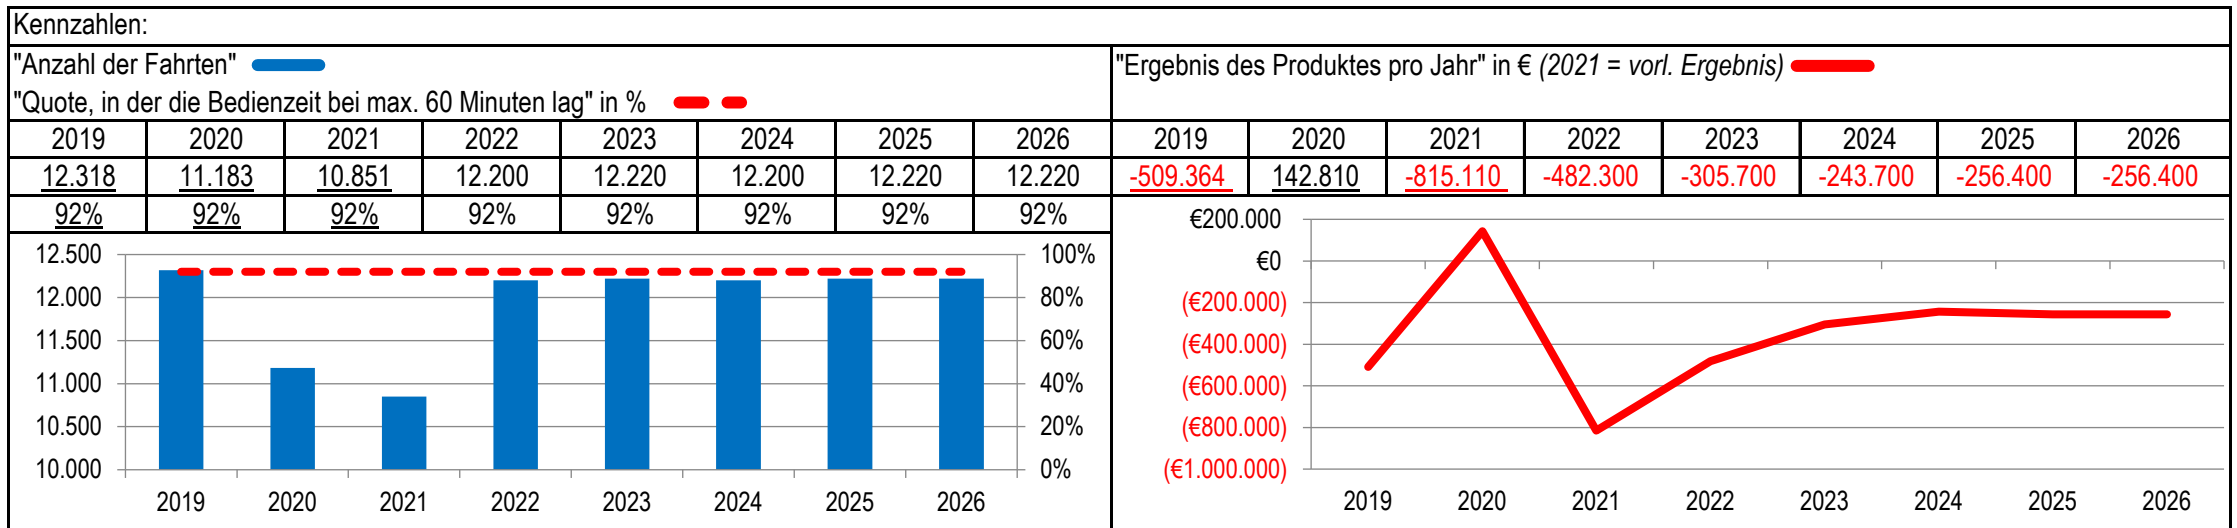 Kennzahlen:
"Anzahl der Fahrten"
"Quote, in der die Bedienzeit bei max. 60 Minuten lag" in %
2019 2020 2021 2022 2023 2024 2025 2026
12.318 11.183 10.851 12.200 12.220 12.200 12.220 12.220
92% 92% 92% 92% 92% 92% 92% 92%
12.500
12.000
11.500
11.000
10.500
10.000
100%
80%
60%
40%
20%
0%
2019 2020 2021 2022 2023 2024 2025 2026
"Ergebnis des Produktes pro Jahr" in € (2021 = vorl. Ergebnis)
2019 2020 2021 2022 2023 2024 2025 2026
-509.364 142.810 -815.110 -482.300 -305.700 -243.700 -256.400 -256.400
€200.000
€0
(€200.000)
(€400.000)
(€600.000)
(€800.000)
(€1.000.000)
2019 2020 2021 2022 2023 2024 2025 2026